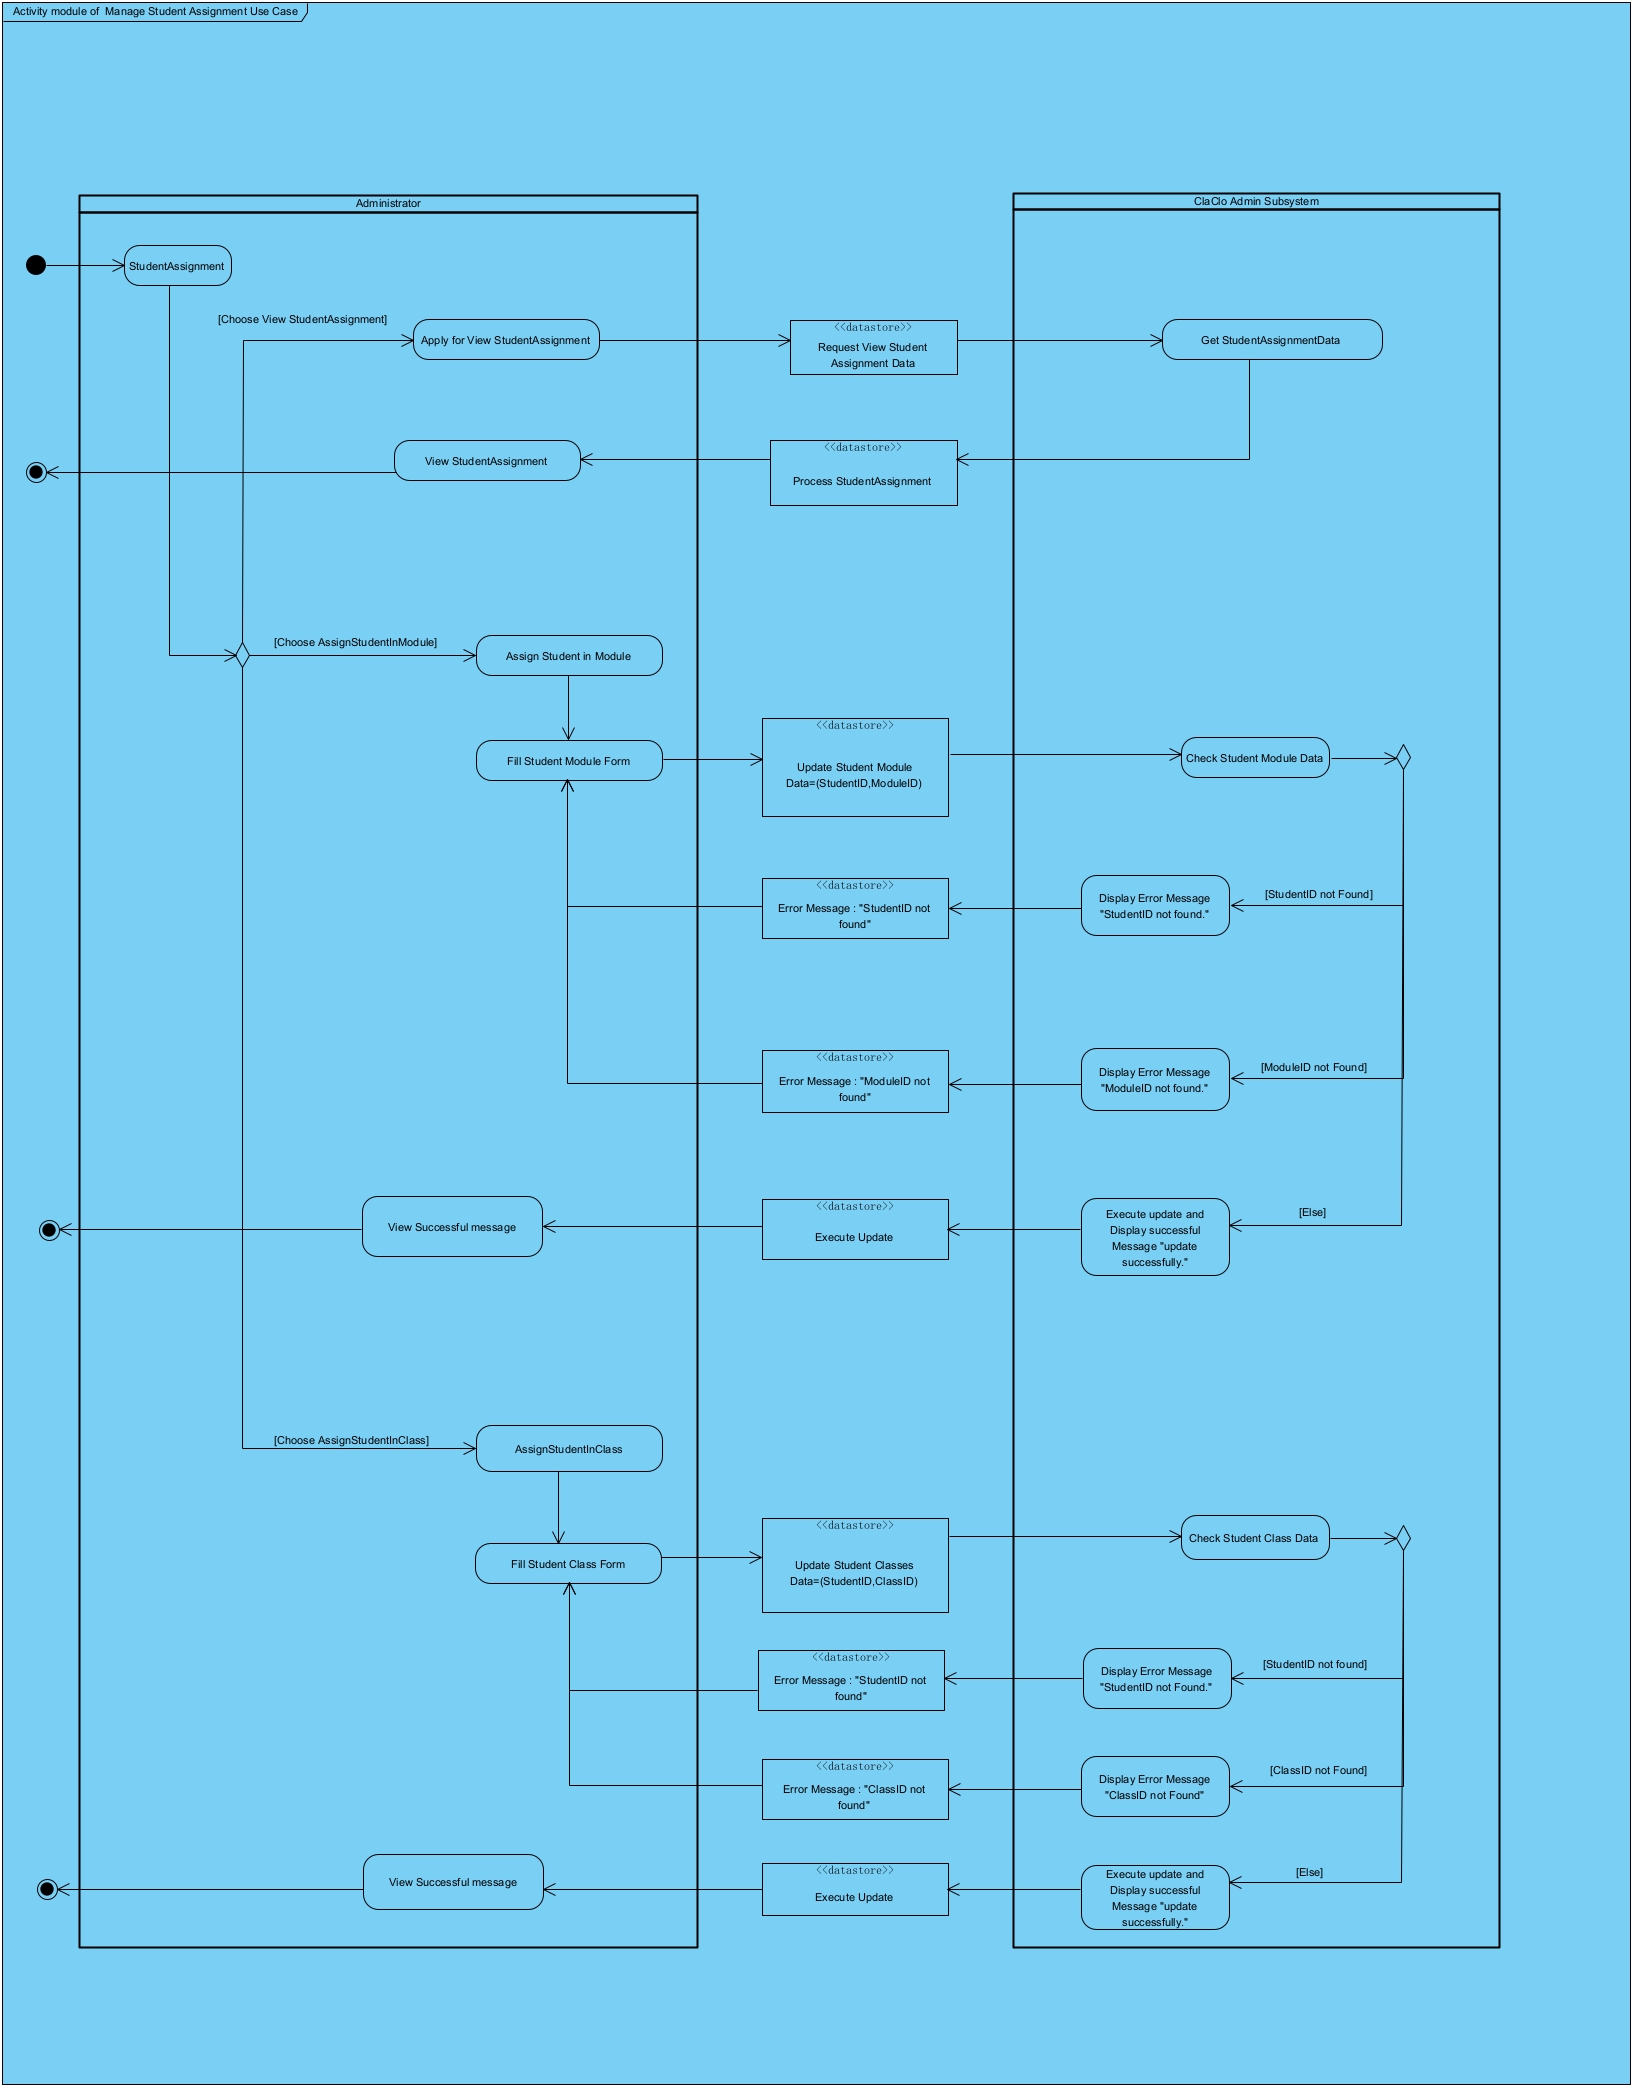 Activity module of  Manage Student Assignment Use Case
Administrator
ClaClo Admin Subsystem
StudentAssignment
[Choose View StudentAssignment]
Apply for View StudentAssignment
<<datastore>>
Request View Student
Assignment Data
Get StudentAssignmentData
View StudentAssignment
<<datastore>>
Process StudentAssignment
[Choose AssignStudentInModule]
Assign Student in Module
Fill Student Module Form
<<datastore>>
Update Student Module
Data=(StudentID,ModuleID)
Check Student Module Data
<<datastore>>
Error Message : "StudentID not
found"
Display Error Message
"StudentID not found."
[StudentID not Found]
<<datastore>>
Error Message : "ModuleID not
found"
Display Error Message
"ModuleID not found."
[ModuleID not Found]
View Successful message
<<datastore>>
Execute Update
Execute update and
Display successful
Message "update
successfully."
[Else]
[Choose AssignStudentInClass]
AssignStudentInClass
Fill Student Class Form
<<datastore>>
Update Student Classes
Data=(StudentID,ClassID)
Check Student Class Data
<<datastore>>
Error Message : "StudentID not
found"
Display Error Message
"StudentID not Found."
[StudentID not found]
<<datastore>>
Error Message : "ClassID not
found"
Display Error Message
"ClassID not Found"
[ClassID not Found]
View Successful message
<<datastore>>
Execute Update
Execute update and
Display successful
Message "update
successfully."
[Else]